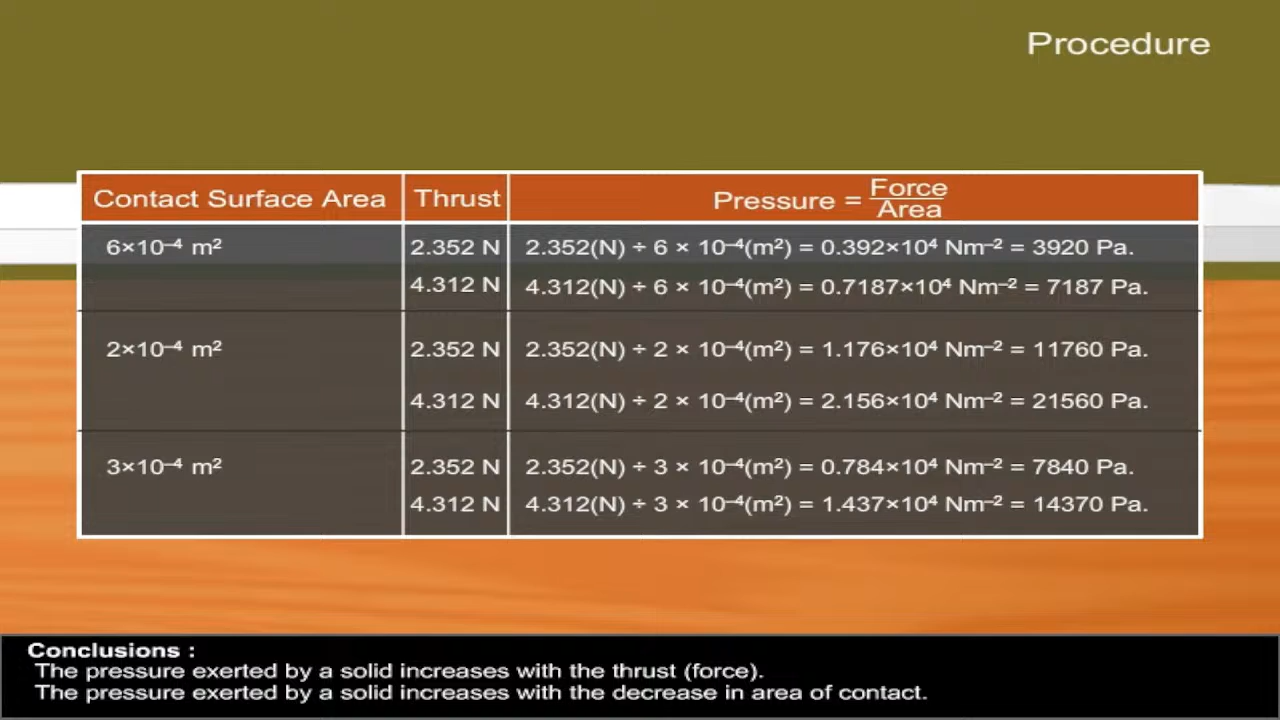 Procedure
Contact Surface Area Thrust Pressure = Force/Area
6×10⁻⁴ m² 2.352 N 2.352(N) ÷ 6 × 10⁻⁴(m²) = 0.392×10⁴ Nm⁻² = 3920 Pa.
4.312 N 4.312(N) ÷ 6 × 10⁻⁴(m²) = 0.7187×10⁴ Nm⁻² = 7187 Pa.
2×10⁻⁴ m² 2.352 N 2.352(N) ÷ 2 × 10⁻⁴(m²) = 1.176×10⁴ Nm⁻² = 11760 Pa.
4.312 N 4.312(N) ÷ 2 × 10⁻⁴(m²) = 2.156×10⁴ Nm⁻² = 21560 Pa.
3×10⁻⁴ m² 2.352 N 2.352(N) ÷ 3 × 10⁻⁴(m²) = 0.784×10⁴ Nm⁻² = 7840 Pa.
4.312 N 4.312(N) ÷ 3 × 10⁻⁴(m²) = 1.437×10⁴ Nm⁻² = 14370 Pa.
Conclusions :
The pressure exerted by a solid increases with the thrust (force).
The pressure exerted by a solid increases with the decrease in area of contact.